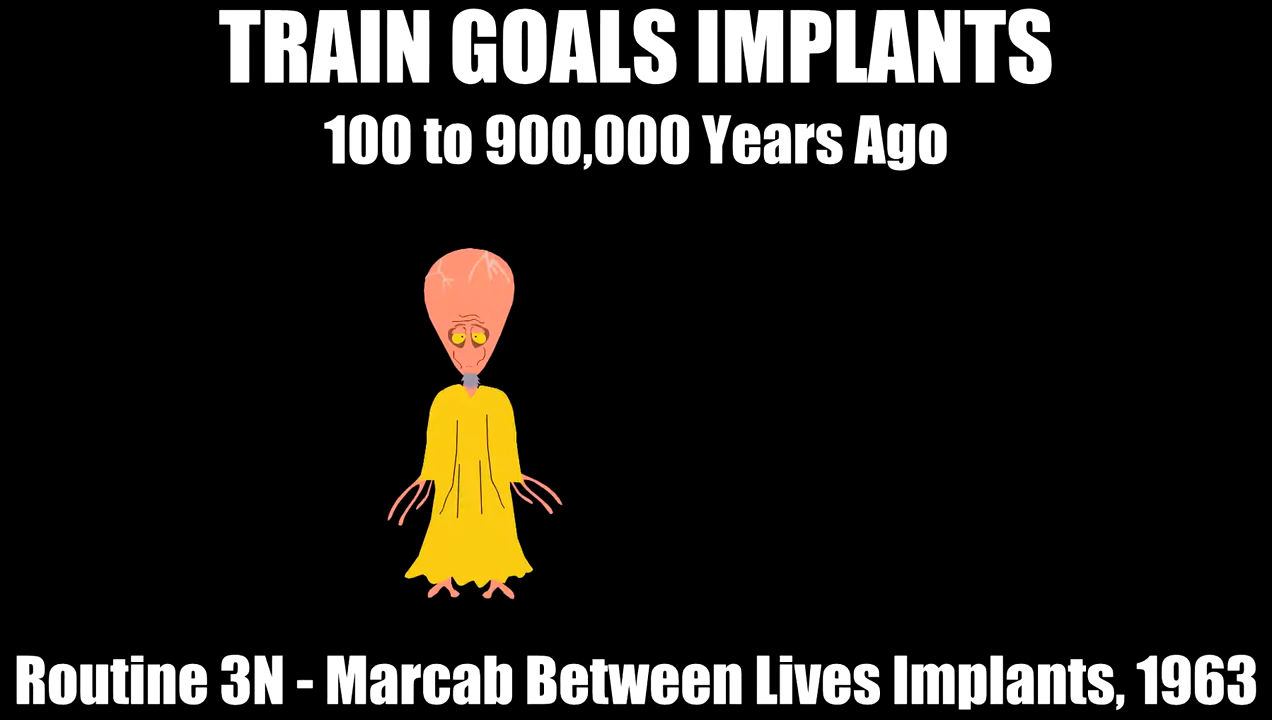 TRAIN GOALS IMPLANTS
100 to 900,000 Years Ago
Routine 3N - Marcab Between Lives Implants, 1963